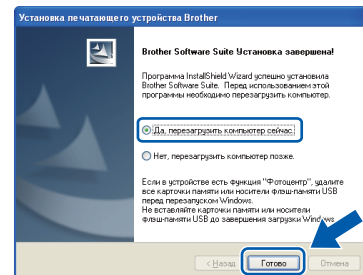 Установка печатающего устройства Brother
Brother Software Suite Установка завершена!
Программа InstallShield Wizard успешно установила
Brother Software Suite. Перед использованием этой
программы необходимо перезагрузить компьютер.
Да, перезагрузить компьютер сейчас.
Нет, перезагрузить компьютер позже.
Если в устройстве есть функция "Фотоцентр", удалите
все карточки памяти или носители флэш-памяти USB
перед перезапуском Windows.
Не вставляйте карточки памяти или носители
флэш-памяти USB до завершения загрузки Windows
< Назад Готово Отмена